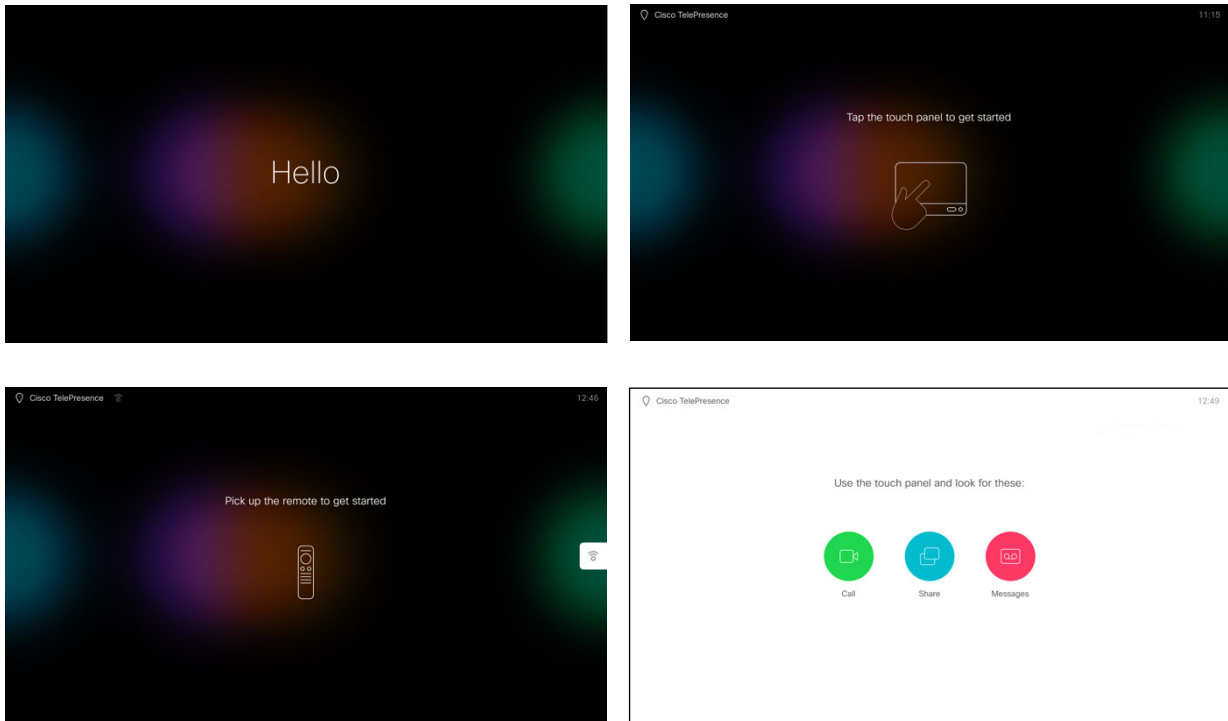 Hello
Cisco TelePresence 11:15
Tap the touch panel to get started
Cisco TelePresence 12:46
Pick up the remote to get started
Cisco TelePresence 12:49
Use the touch panel and look for these:
Call Share Messages